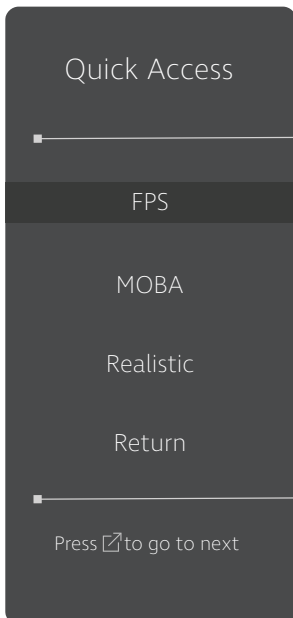 Quick Access
FPS
MOBA
Realistic
Return
Press to go to next